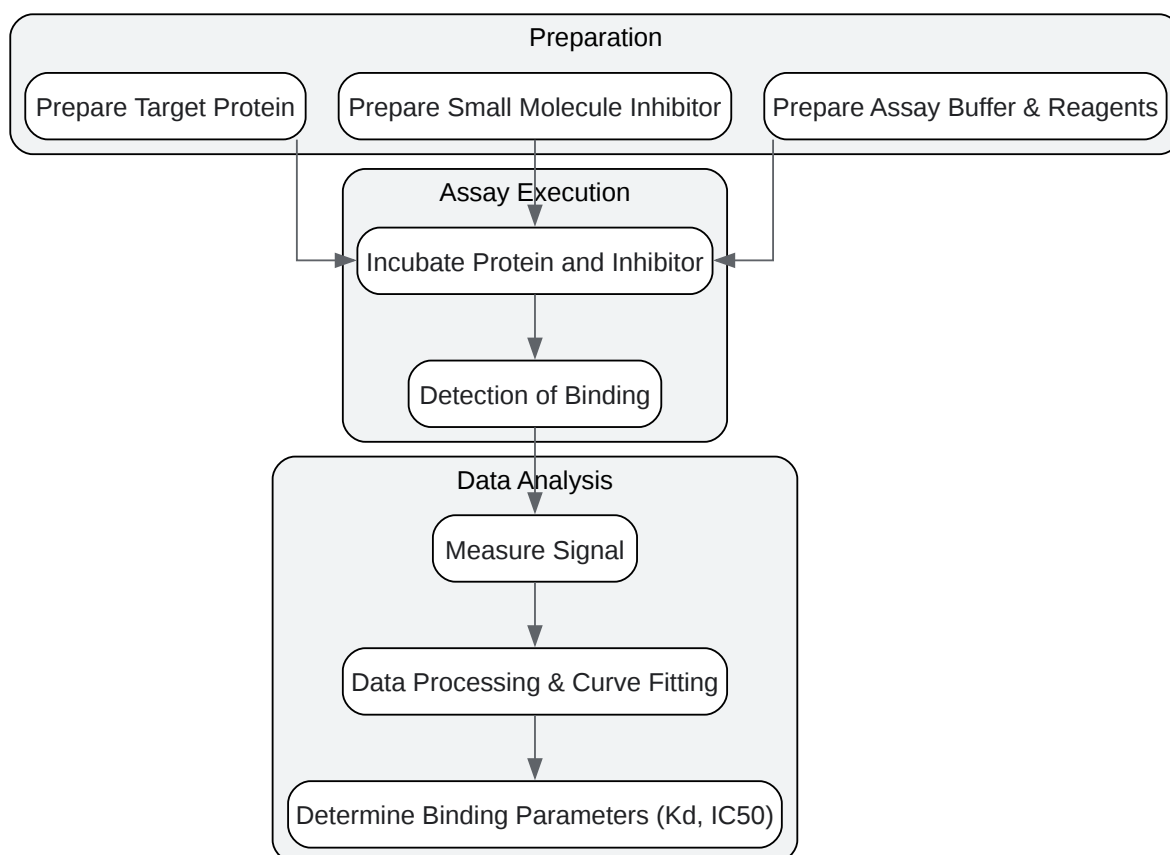 Preparation
Prepare Target Protein
Prepare Small Molecule Inhibitor
Prepare Assay Buffer & Reagents
Assay Execution
Incubate Protein and Inhibitor
Detection of Binding
Data Analysis
Measure Signal
Data Processing & Curve Fitting
Determine Binding Parameters (Kd, IC50)